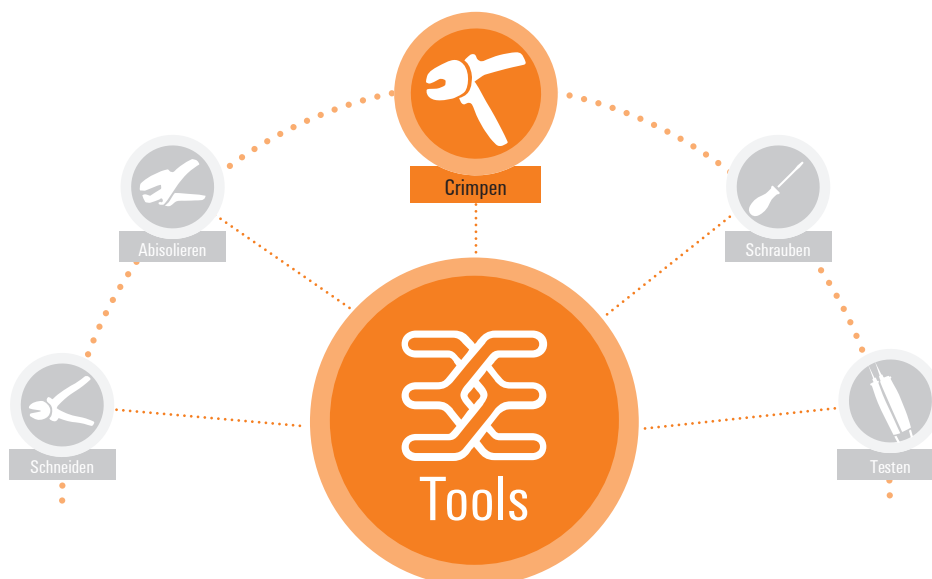 Crimpen
Abisolieren
Schrauben
Schneiden
Testen
Tools